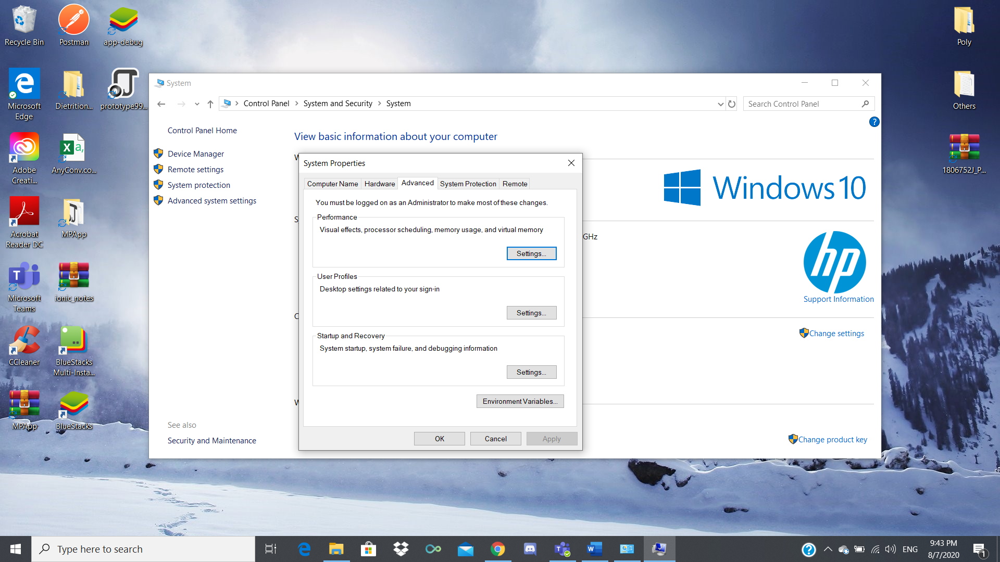 Recycle Bin
Postman
app-debug
Microsoft
Edge
Dietrition...
prototype99...
Adobe
Creati...
AnyConv.co...
Acrobat
Reader DC
MPApp
Microsoft
Teams
ionic_notes
CCleaner
BlueStacks
Multi-Insta...
MPApp
BlueStacks
Poly
Others
1806752J_P...
System
Control Panel
System and Security
System
Search Control Panel
?
Control Panel Home
Device Manager
Remote settings
System protection
Advanced system settings
See also
Security and Maintenance
View basic information about your computer
Windows 10
GHz
hp
Support Information
Change settings
Change product key
System Properties
Computer Name
Hardware
Advanced
System Protection
Remote
You must be logged on as an Administrator to make most of these changes.
Performance
Visual effects, processor scheduling, memory usage, and virtual memory
Settings...
User Profiles
Desktop settings related to your sign-in
Settings...
Startup and Recovery
System startup, system failure, and debugging information
Settings...
Environment Variables...
OK
Cancel
Apply
Type here to search
ENG
9:43 PM
8/7/2020
1